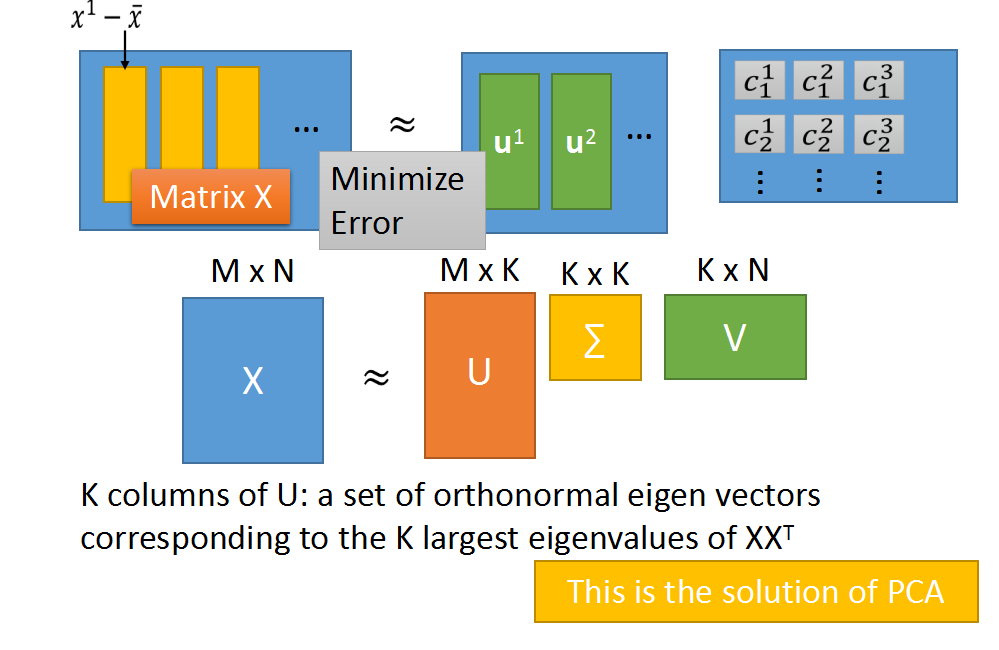 x¹ − x̄
... ≈ u¹ u² ...
c₁¹ c₁² c₁³
c₂¹ c₂² c₂³
⋮ ⋮ ⋮
Matrix X
Minimize
Error
M x N M x K K x K K x N
X ≈ U Σ V
K columns of U: a set of orthonormal eigen vectors
corresponding to the K largest eigenvalues of XXᵀ
This is the solution of PCA